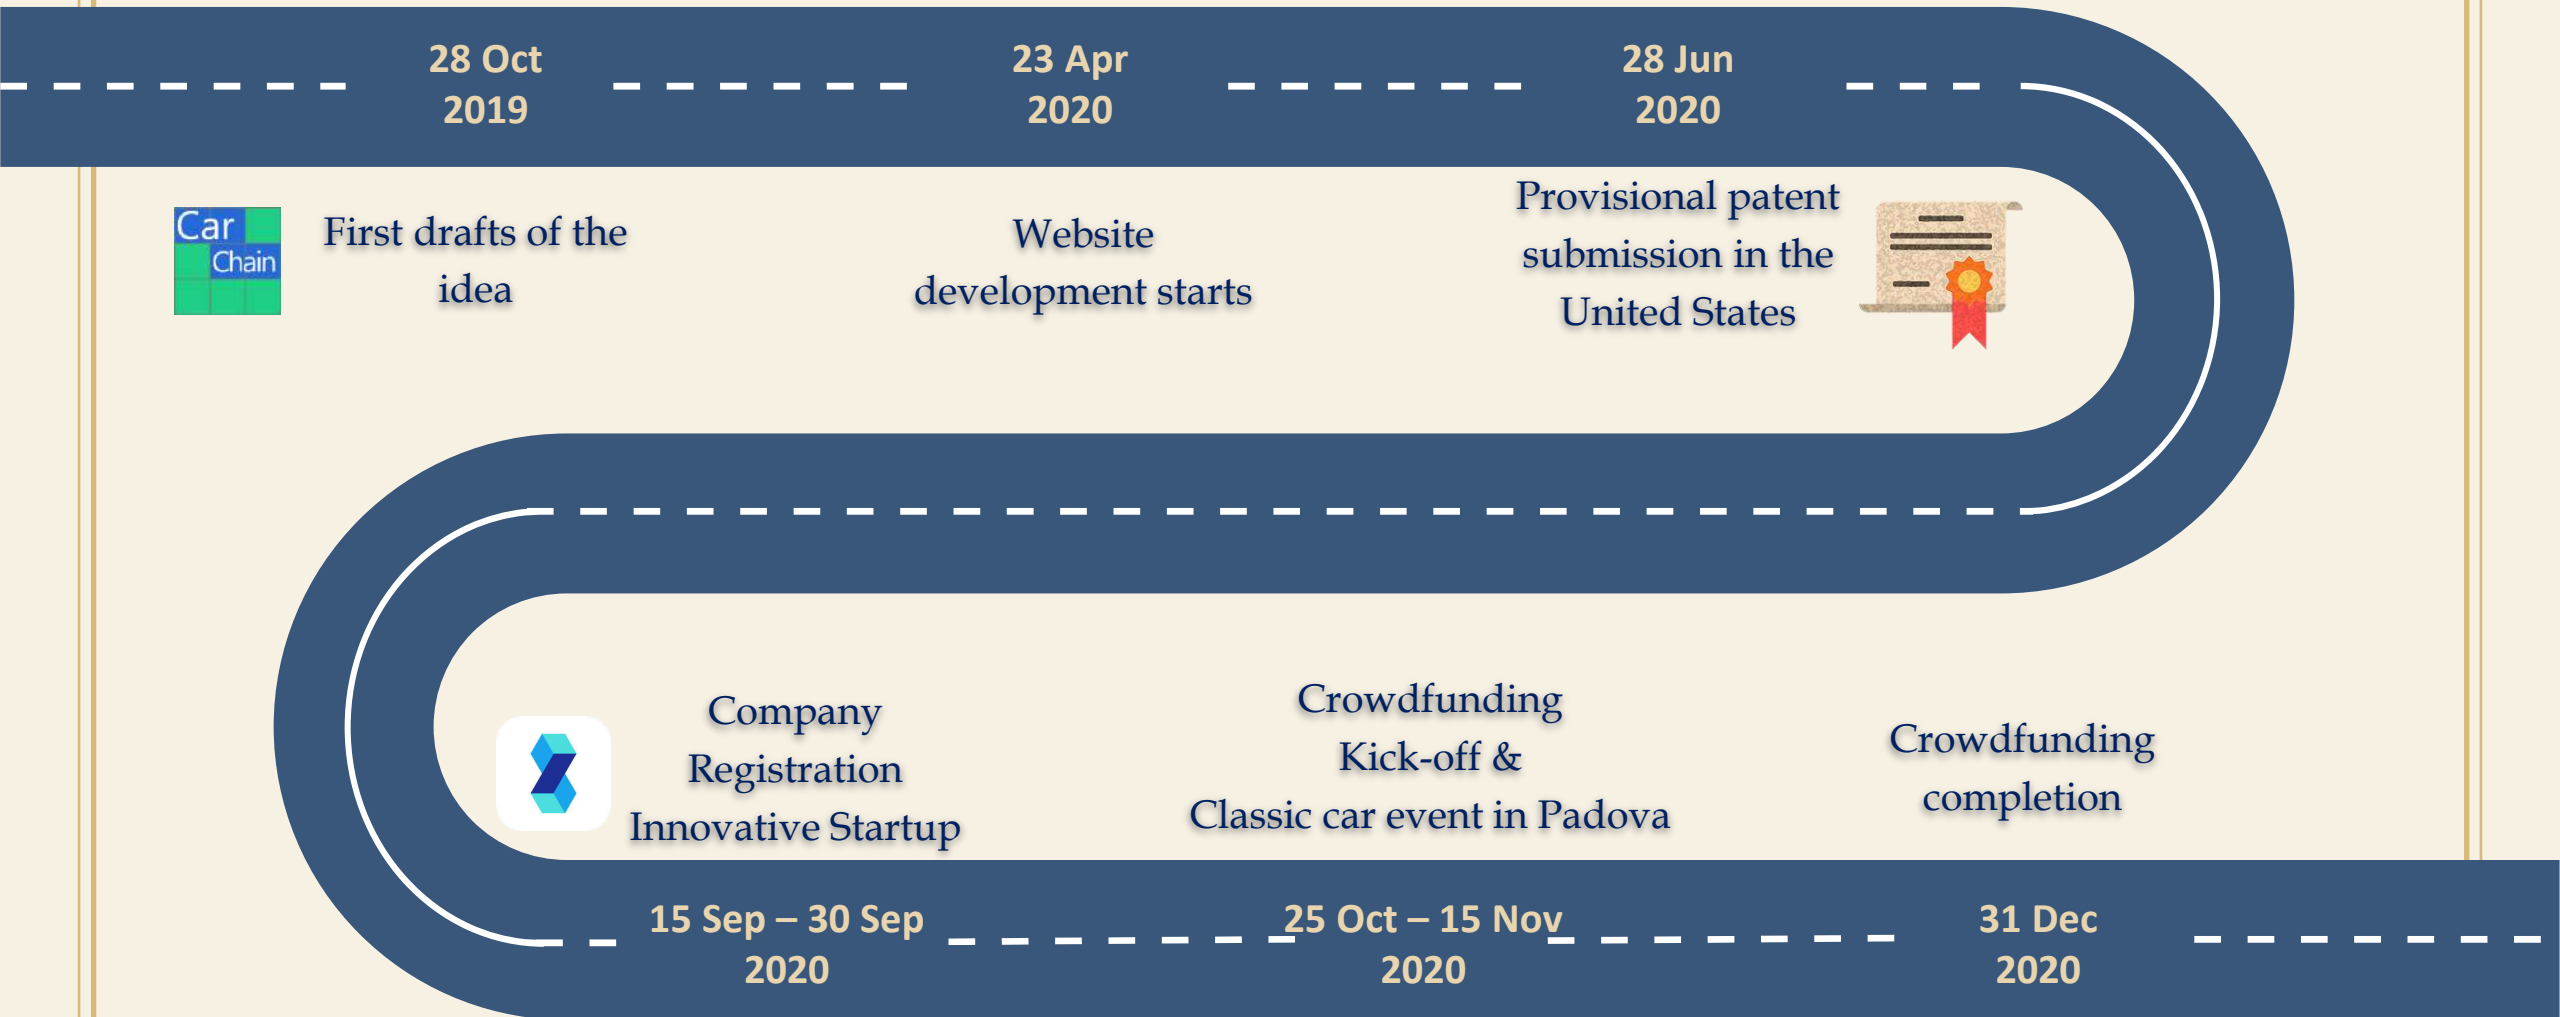 28 Oct
2019
23 Apr
2020
28 Jun
2020
Car
Chain
First drafts of the
idea
Website
development starts
Provisional patent
submission in the
United States
Company
Registration
Innovative Startup
Crowdfunding
Kick-off &
Classic car event in Padova
Crowdfunding
completion
15 Sep – 30 Sep
2020
25 Oct – 15 Nov
2020
31 Dec
2020